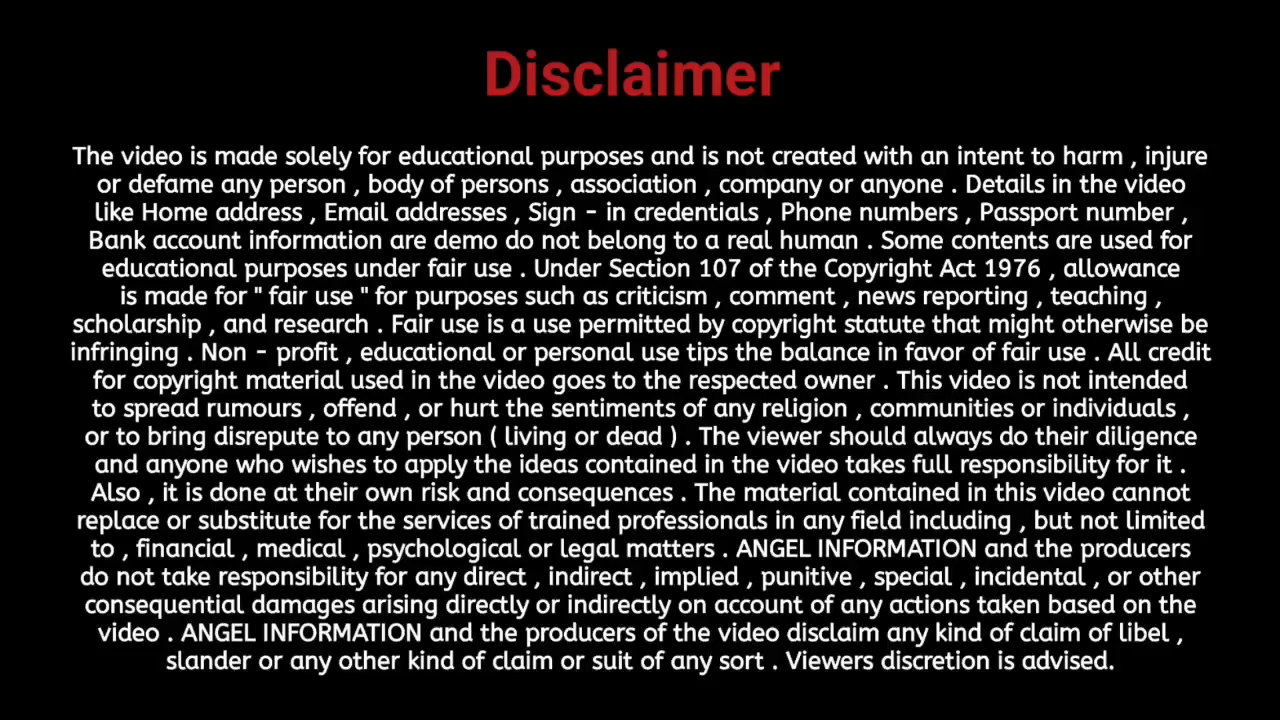 Disclaimer
The video is made solely for educational purposes and is not created with an intent to harm , injure
or defame any person , body of persons , association , company or anyone . Details in the video
like Home address , Email addresses , Sign - in credentials , Phone numbers , Passport number ,
Bank account information are demo do not belong to a real human . Some contents are used for
educational purposes under fair use . Under Section 107 of the Copyright Act 1976 , allowance
is made for " fair use " for purposes such as criticism , comment , news reporting , teaching ,
scholarship , and research . Fair use is a use permitted by copyright statute that might otherwise be
infringing . Non - profit , educational or personal use tips the balance in favor of fair use . All credit
for copyright material used in the video goes to the respected owner . This video is not intended
to spread rumours , offend , or hurt the sentiments of any religion , communities or individuals ,
or to bring disrepute to any person ( living or dead ) . The viewer should always do their diligence
and anyone who wishes to apply the ideas contained in the video takes full responsibility for it .
Also , it is done at their own risk and consequences . The material contained in this video cannot
replace or substitute for the services of trained professionals in any field including , but not limited
to , financial , medical , psychological or legal matters . ANGEL INFORMATION and the producers
do not take responsibility for any direct , indirect , implied , punitive , special , incidental , or other
consequential damages arising directly or indirectly on account of any actions taken based on the
video . ANGEL INFORMATION and the producers of the video disclaim any kind of claim of libel ,
slander or any other kind of claim or suit of any sort . Viewers discretion is advised.